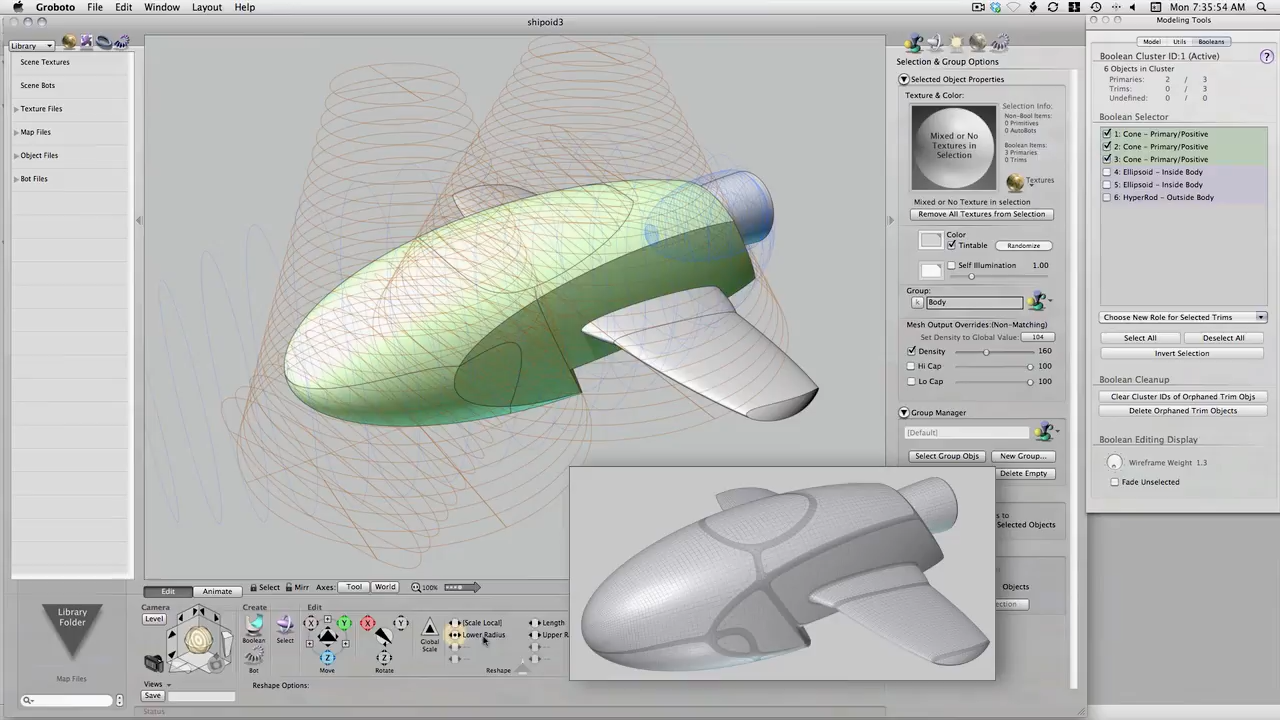 Groboto File Edit Window Layout Help
Mon 7:35:54 AM
shipoid3
Library
Scene Textures
Scene Bots
Texture Files
Map Files
Object Files
Bot Files
Library
Folder
Map Files
Selection & Group Options
Selected Object Properties
Texture & Color:
Mixed or No
Textures in
Selection
Selection Info:
Non-Bool Items:
0 Primitives
0 AutoBots
Boolean Items:
3 Primaries
0 Trims
Textures
Mixed or No Texture in selection
Remove All Textures from Selection
Color
Tintable
Randomize
Self Illumination 1.00
Group:
k
Body
Mesh Output Overrides:(Non-Matching)
Set Density to Global Value: 104
Density 160
Hi Cap 100
Lo Cap 100
Group Manager
[Default]
Select Group Objs
New Group...
Delete Empty
s to
Selected Objects
Objects
ction
Modeling Tools
Model Utils Booleans
Boolean Cluster ID:1 (Active)
?
6 Objects in Cluster
Primaries: 2 / 3
Trims: 0 / 3
Undefined: 0 / 0
Boolean Selector
1: Cone – Primary/Positive
2: Cone – Primary/Positive
3: Cone – Primary/Positive
4: Ellipsoid – Inside Body
5: Ellipsoid – Inside Body
6: HyperRod – Outside Body
Choose New Role for Selected Trims
Select All
Deselect All
Invert Selection
Boolean Cleanup
Clear Cluster IDs of Orphaned Trim Objs
Delete Orphaned Trim Objects
Boolean Editing Display
Wireframe Weight 1.3
Fade Unselected
Edit Animate
Select Mirr Axes: Tool World 100%
Camera
Level
Views
Save
Create
Boolean
Bot
Select
Edit
X Y
Z
Move
X Y
Z
Rotate
Global
Scale
[Scale Local]
Lower Radius
Length
Upper R
Reshape
Reshape Options:
Status